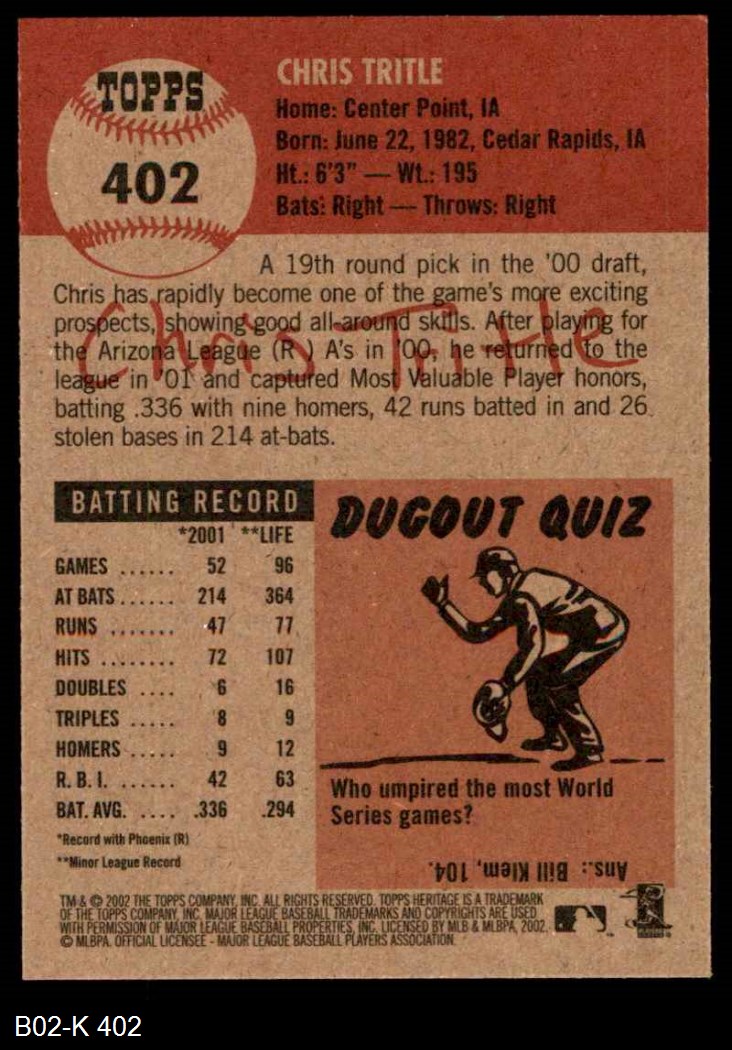 TOPPS
402
CHRIS TRITLE
Home: Center Point, IA
Born: June 22, 1982, Cedar Rapids, IA
Ht.: 6'3" — Wt.: 195
Bats: Right — Throws: Right
A 19th round pick in the '00 draft,
Chris has rapidly become one of the game's more exciting
prospects, showing good all-around skills. After playing for
the Arizona League (R ) A's in '00, he returned to the
league in '01 and captured Most Valuable Player honors,
batting .336 with nine homers, 42 runs batted in and 26
stolen bases in 214 at-bats.
Chris Tritle
BATTING RECORD
*2001 **LIFE
GAMES ...... 52 96
AT BATS ...... 214 364
RUNS ....... 47 77
HITS ........ 72 107
DOUBLES .... 6 16
TRIPLES ..... 8 9
HOMERS ..... 9 12
R. B. I. ...... 42 63
BAT. AVG. .... .336 .294
*Record with Phoenix (R)
**Minor League Record
DUGOUT QUIZ
Who umpired the most World
Series games?
Ans.: Bill Klem, 104.
TM & © 2002 THE TOPPS COMPANY, INC. ALL RIGHTS RESERVED. TOPPS HERITAGE IS A TRADEMARK
OF THE TOPPS COMPANY, INC. MAJOR LEAGUE BASEBALL TRADEMARKS AND COPYRIGHTS ARE USED
WITH PERMISSION OF MAJOR LEAGUE BASEBALL PROPERTIES, INC. LICENSED BY MLB & MLBPA, 2002.
© MLBPA. OFFICIAL LICENSEE - MAJOR LEAGUE BASEBALL PLAYERS ASSOCIATION.
B02-K 402